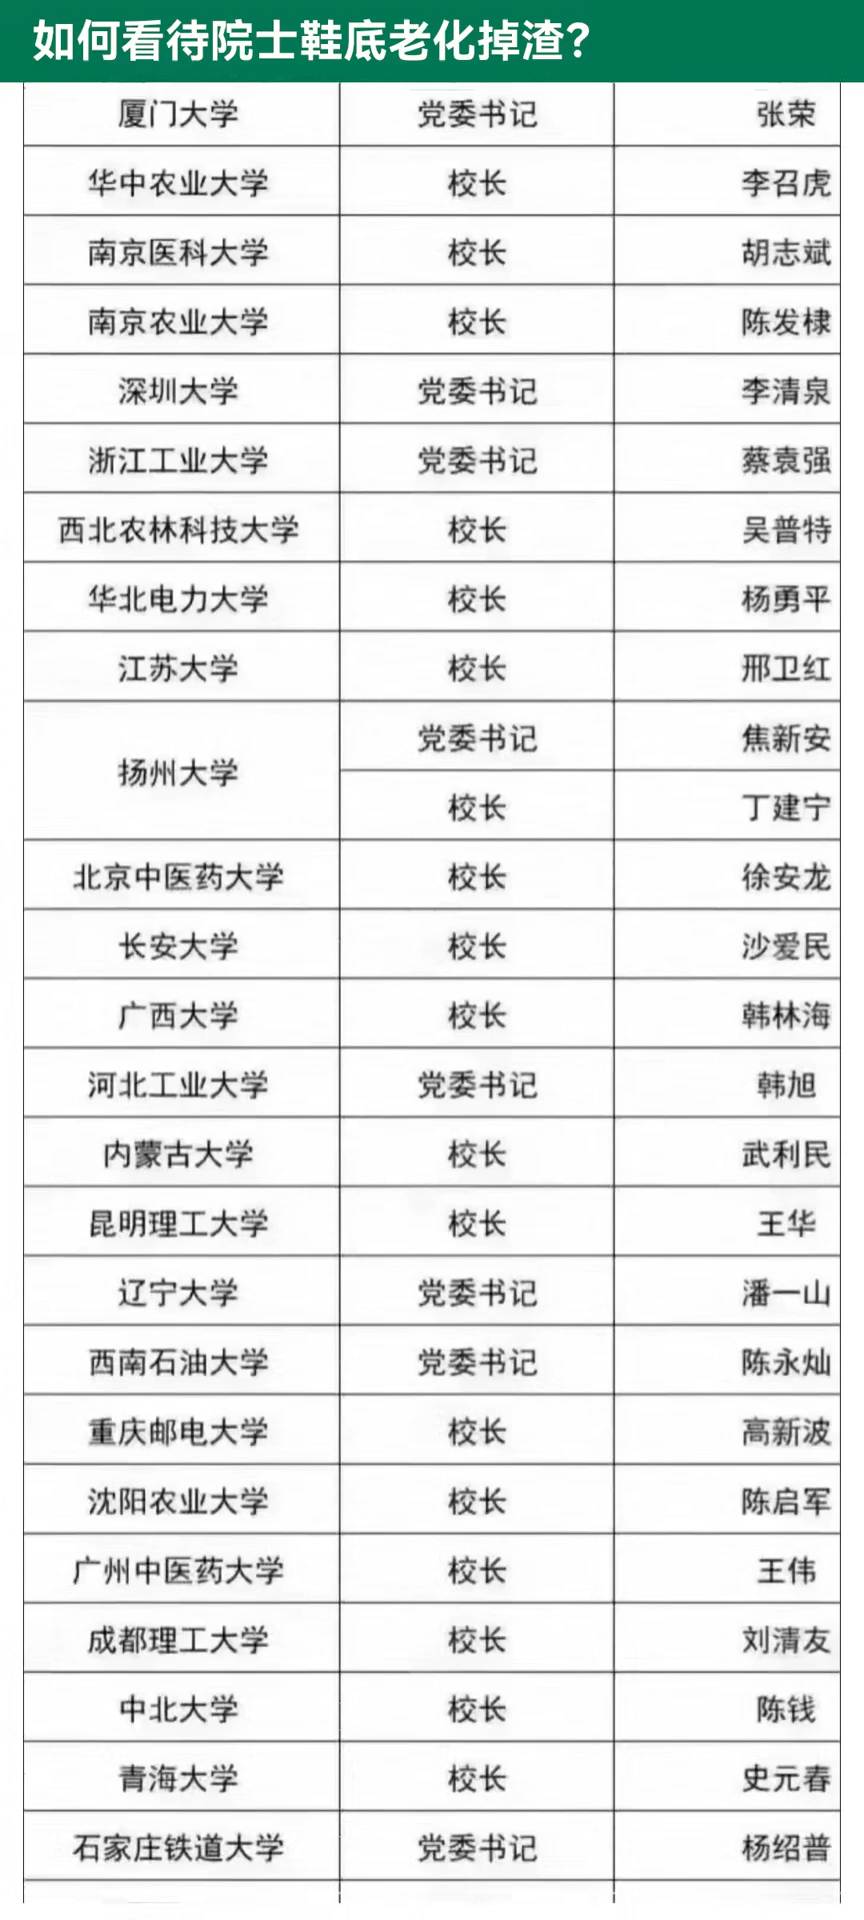 如何看待院士鞋底老化掉渣？
厦门大学 党委书记 张荣
华中农业大学 校长 李召虎
南京医科大学 校长 胡志斌
南京农业大学 校长 陈发棣
深圳大学 党委书记 李清泉
浙江工业大学 党委书记 蔡袁强
西北农林科技大学 校长 吴普特
华北电力大学 校长 杨勇平
江苏大学 校长 邢卫红
扬州大学 党委书记 焦新安
校长 丁建宁
北京中医药大学 校长 徐安龙
长安大学 校长 沙爱民
广西大学 校长 韩林海
河北工业大学 党委书记 韩旭
内蒙古大学 校长 武利民
昆明理工大学 校长 王华
辽宁大学 党委书记 潘一山
西南石油大学 党委书记 陈永灿
重庆邮电大学 校长 高新波
沈阳农业大学 校长 陈启军
广州中医药大学 校长 王伟
成都理工大学 校长 刘清友
中北大学 校长 陈钱
青海大学 校长 史元春
石家庄铁道大学 党委书记 杨绍普